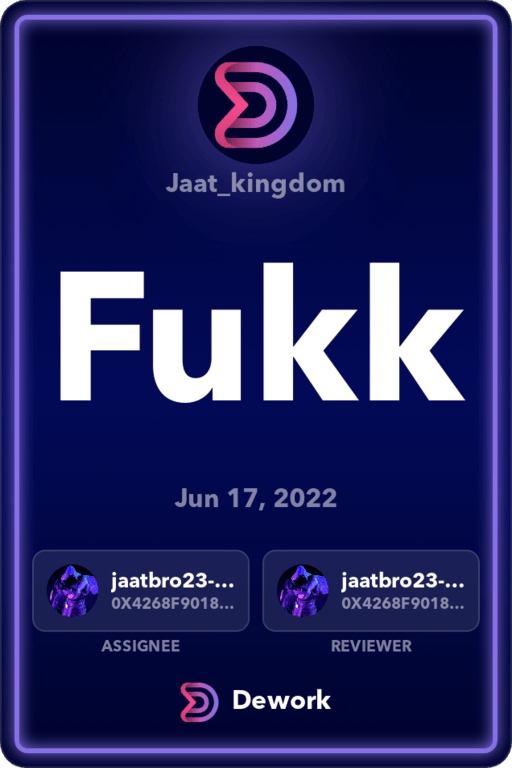 Jaat_kingdom
Fukk
Jun 17, 2022
jaatbro23-...
0X4268F9018...
ASSIGNEE
jaatbro23-...
0X4268F9018...
REVIEWER
Dework